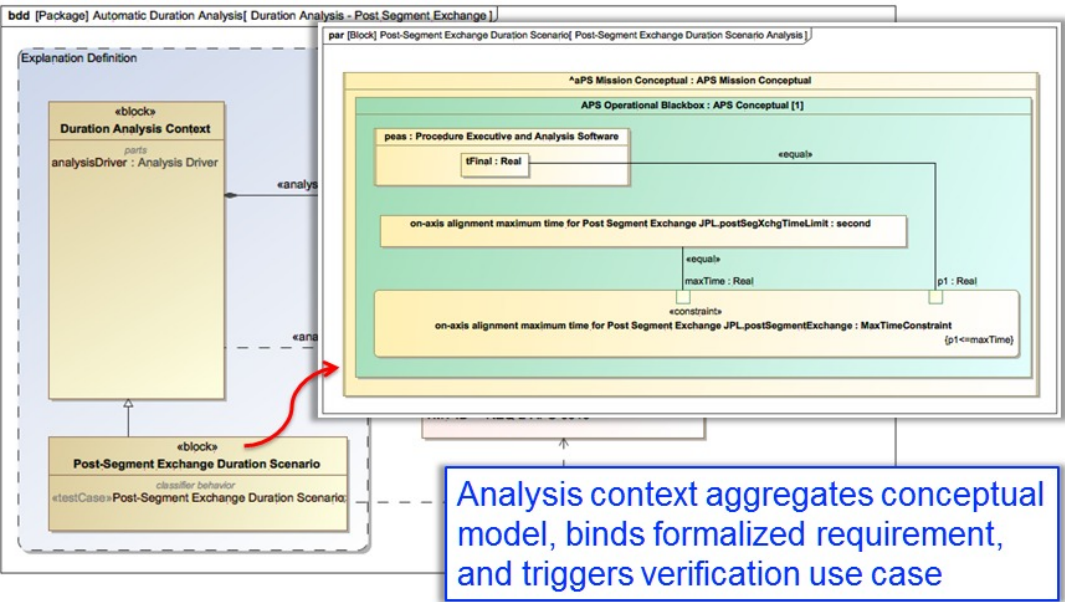 bdd [Package] Automatic Duration Analysis[ Duration Analysis - Post Segment Exchange ]
Explanation Definition
«block»
Duration Analysis Context
parts
analysisDriver : Analysis Driver
«analys
«ana
«block»
Post-Segment Exchange Duration Scenario
classifier behavior
«testCase»Post-Segment Exchange Duration Scenario
par [Block] Post-Segment Exchange Duration Scenario[ Post-Segment Exchange Duration Scenario Analysis ]
^aPS Mission Conceptual : APS Mission Conceptual
APS Operational Blackbox : APS Conceptual [1]
peas : Procedure Executive and Analysis Software
tFinal : Real
«equal»
on-axis alignment maximum time for Post Segment Exchange JPL.postSegXchgTimeLimit : second
«equal»
maxTime : Real
p1 : Real
«constraint»
on-axis alignment maximum time for Post Segment Exchange JPL.postSegmentExchange : MaxTimeConstraint
{p1<=maxTime}
Analysis context aggregates conceptual
model, binds formalized requirement,
and triggers verification use case